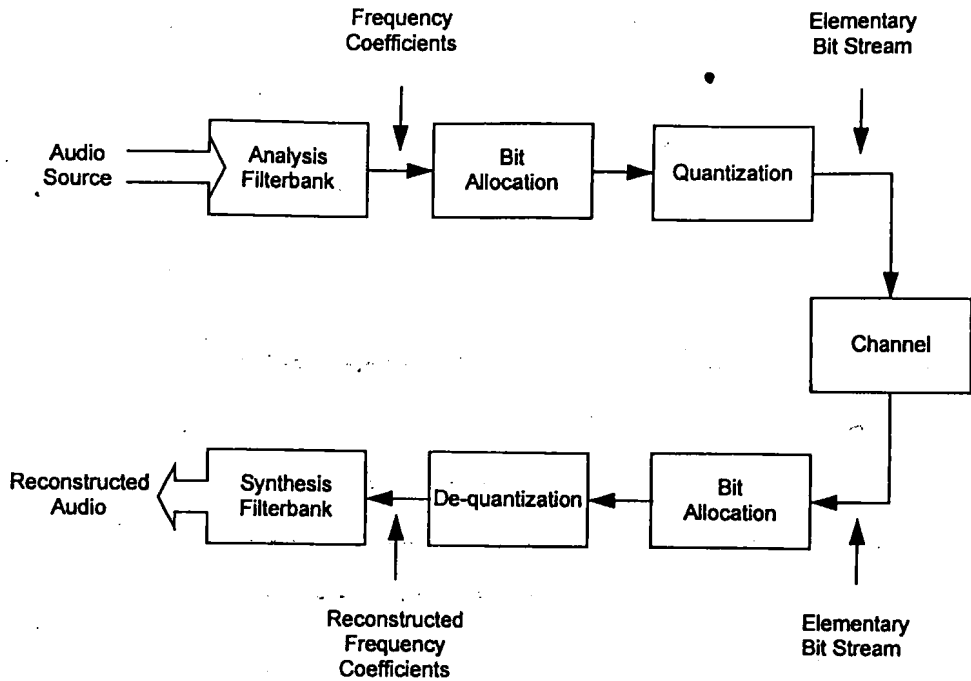 Frequency
Coefficients
Elementary
Bit Stream
Audio
Source
Analysis
Filterbank
Bit
Allocation
Quantization
Channel
Reconstructed
Audio
Synthesis
Filterbank
De-quantization
Bit
Allocation
Reconstructed
Frequency
Coefficients
Elementary
Bit Stream